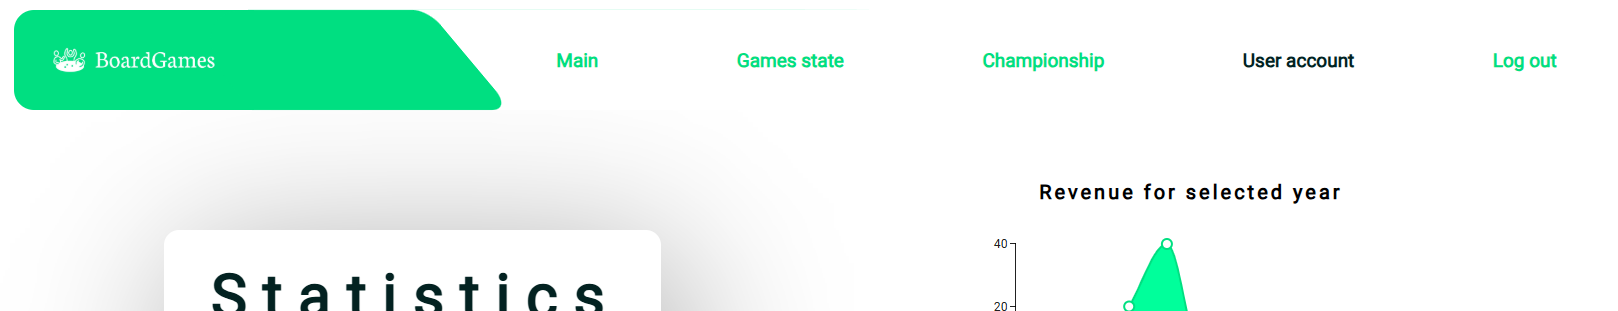 BoardGames
Main
Games state
Championship
User account
Log out
Revenue for selected year
Statistics
40
20